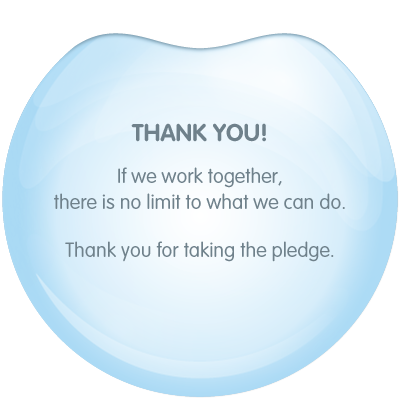 THANK YOU!
If we work together,
there is no limit to what we can do.
Thank you for taking the pledge.